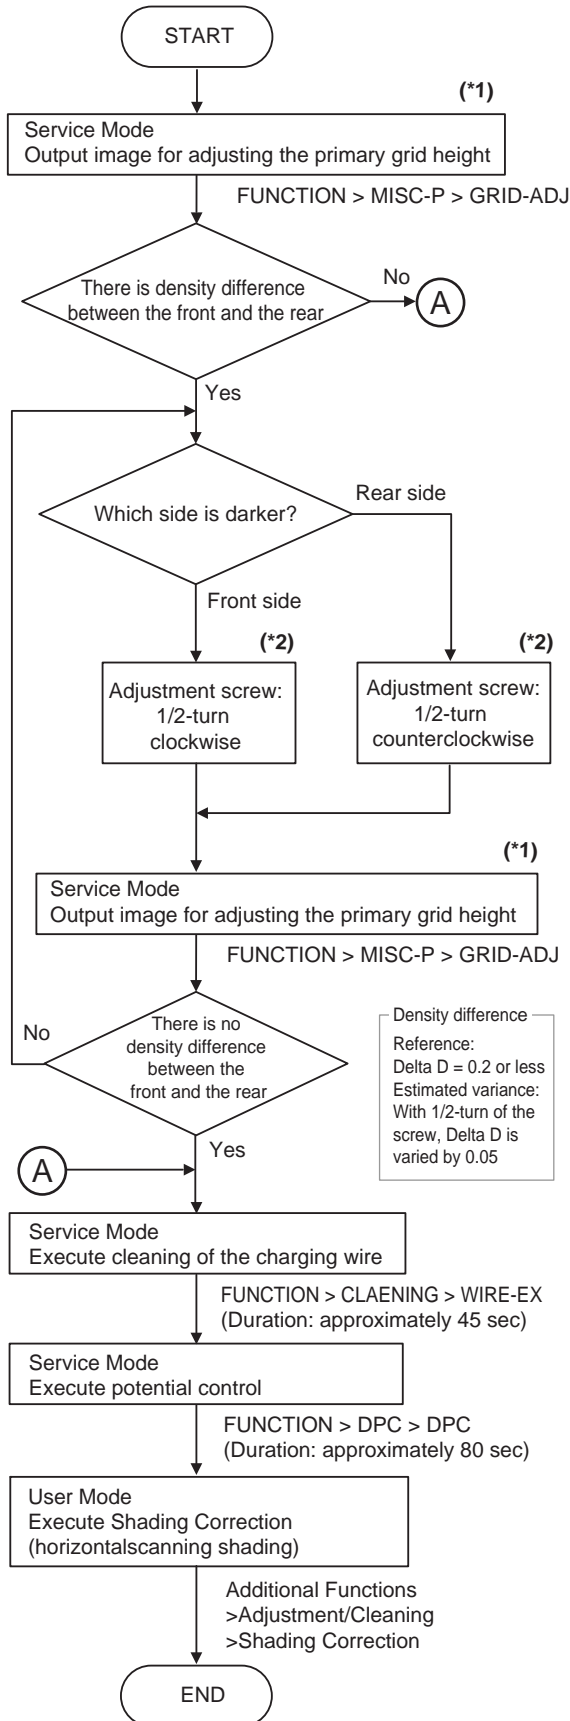 START
(*1)
Service Mode
Output image for adjusting the primary grid height
FUNCTION > MISC-P > GRID-ADJ
There is density difference
between the front and the rear
No
A
Yes
Which side is darker?
Rear side
Front side
(*2)
Adjustment screw:
1/2-turn
clockwise
(*2)
Adjustment screw:
1/2-turn
counterclockwise
(*1)
Service Mode
Output image for adjusting the primary grid height
FUNCTION > MISC-P > GRID-ADJ
No
There is no
density difference
between the
front and the rear
Density difference
Reference:
Delta D = 0.2 or less
Estimated variance:
With 1/2-turn of the
screw, Delta D is
varied by 0.05
Yes
A
Service Mode
Execute cleaning of the charging wire
FUNCTION > CLAENING > WIRE-EX
(Duration: approximately 45 sec)
Service Mode
Execute potential control
FUNCTION > DPC > DPC
(Duration: approximately 80 sec)
User Mode
Execute Shading Correction
(horizontalscanning shading)
Additional Functions
>Adjustment/Cleaning
>Shading Correction
END